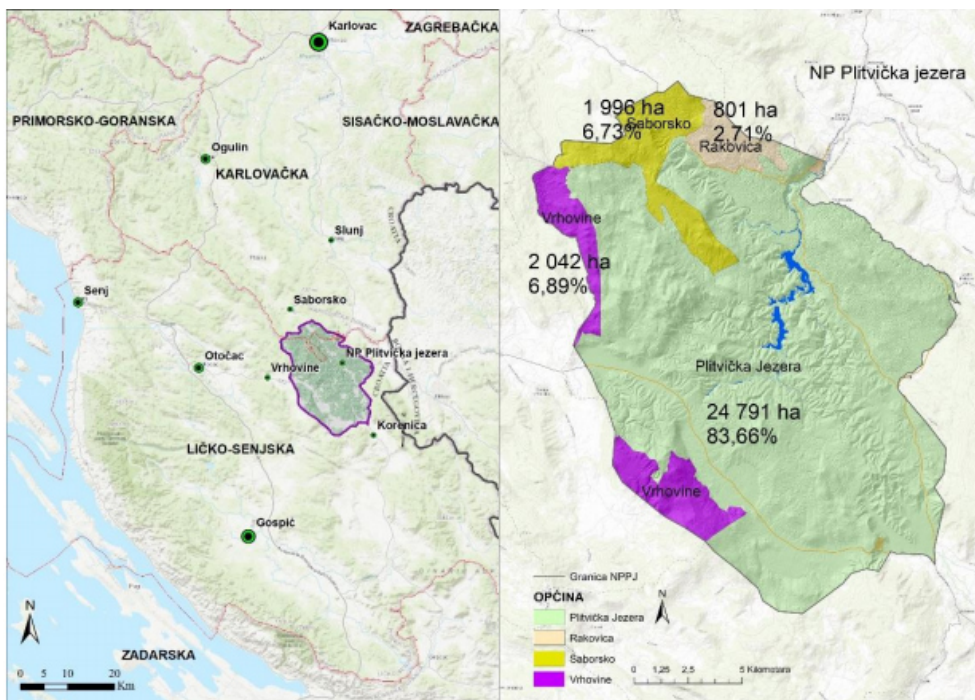 Karlovac
ZAGREBAČKA
PRIMORSKO-GORANSKA
SISAČKO-MOSLAVAČKA
Ogulin
KARLOVAČKA
Slunj
Senj
Saborsko
Otočac
Vrhovine
NP Plitvička jezera
Korenica
LIČKO-SENJSKA
Gospić
N
ZADARSKA
0 5 10 20
Km
NP Plitvička jezera
1 996 ha
6,73%
Saborsko
801 ha
2,71%
Rakovica
Vrhovine
2 042 ha
6,89%
Plitvička Jezera
24 791 ha
83,66%
Vrhovine
Granica NPPJ
OPĆINA
Plitvička Jezera
Rakovica
Saborsko
Vrhovine
N
0 1,25 2,5 5 Kilometara